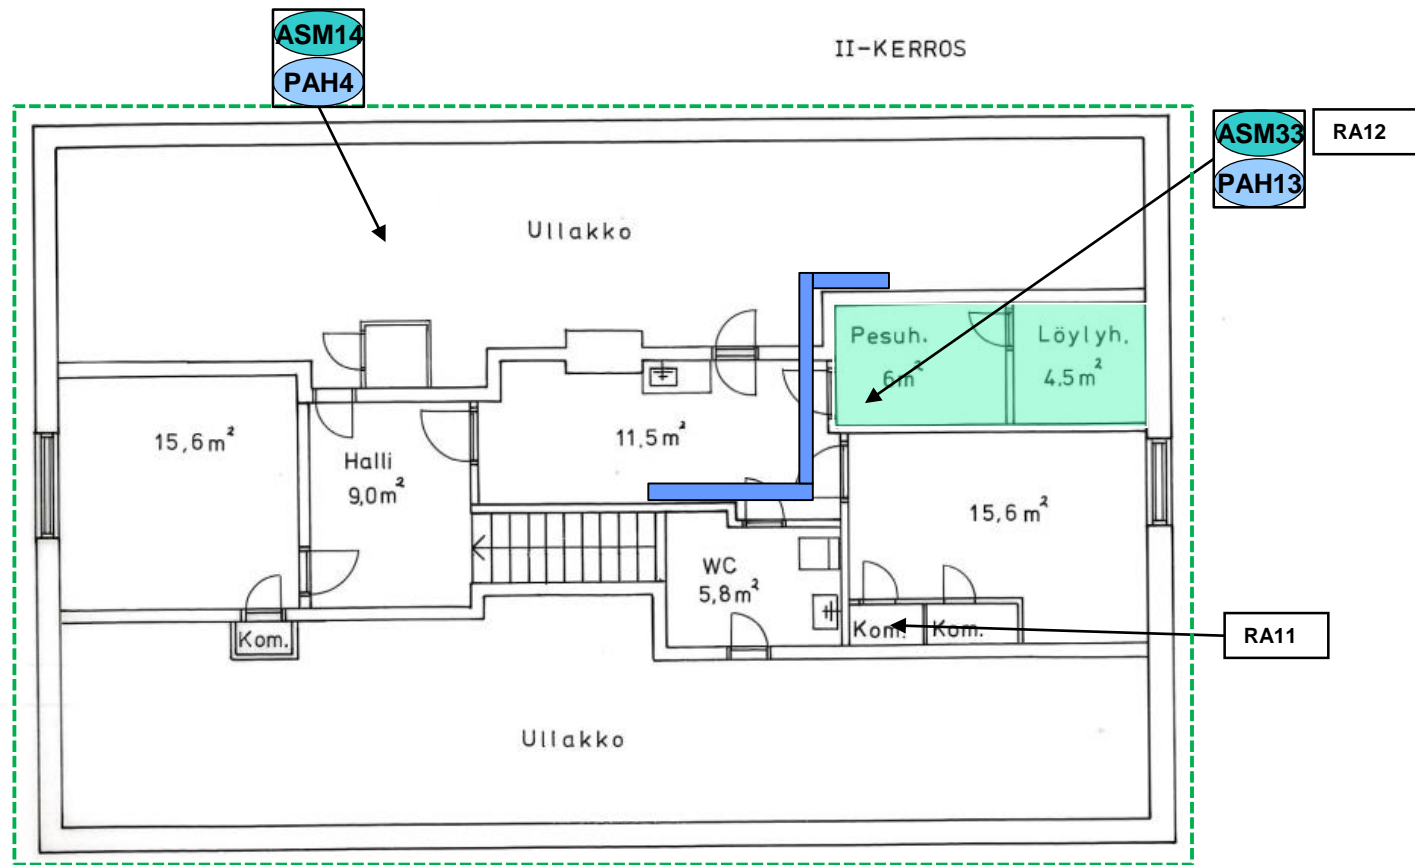 ASM14
PAH4
II-KERROS
ASM33
PAH13
RA12
Ullakko
Pesuh.
6m²
Löylyh.
4.5m²
15,6m²
Halli
9,0m²
11,5m²
15,6m²
WC
5,8m²
Kom.
Kom.
Kom.
RA11
Ullakko